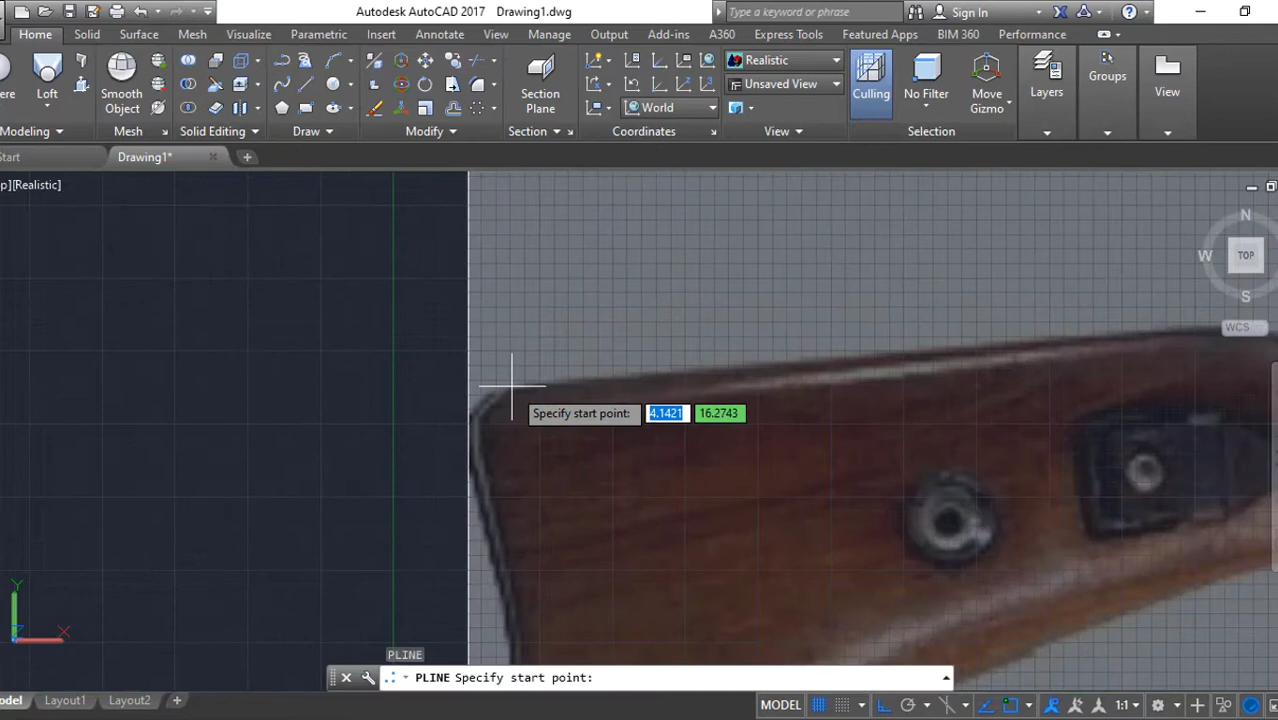 Autodesk AutoCAD 2017 Drawing1.dwg
Type a keyword or phrase
Sign In
Home Solid Surface Mesh Visualize Parametric Insert Annotate View Manage Output Add-ins A360 Express Tools Featured Apps BIM 360 Performance
ere
Loft
Smooth Object
Section Plane
World
Realistic
Unsaved View
Culling
No Filter
Move Gizmo
Layers
Groups
View
Modeling Mesh Solid Editing Draw Modify Section Coordinates View Selection
Start Drawing1*
p][Realistic]
N
W TOP
S
WCS
Specify start point: 4.1421 16.2743
Y
X
PLINE
PLINE Specify start point:
odel Layout1 Layout2
MODEL 1:1